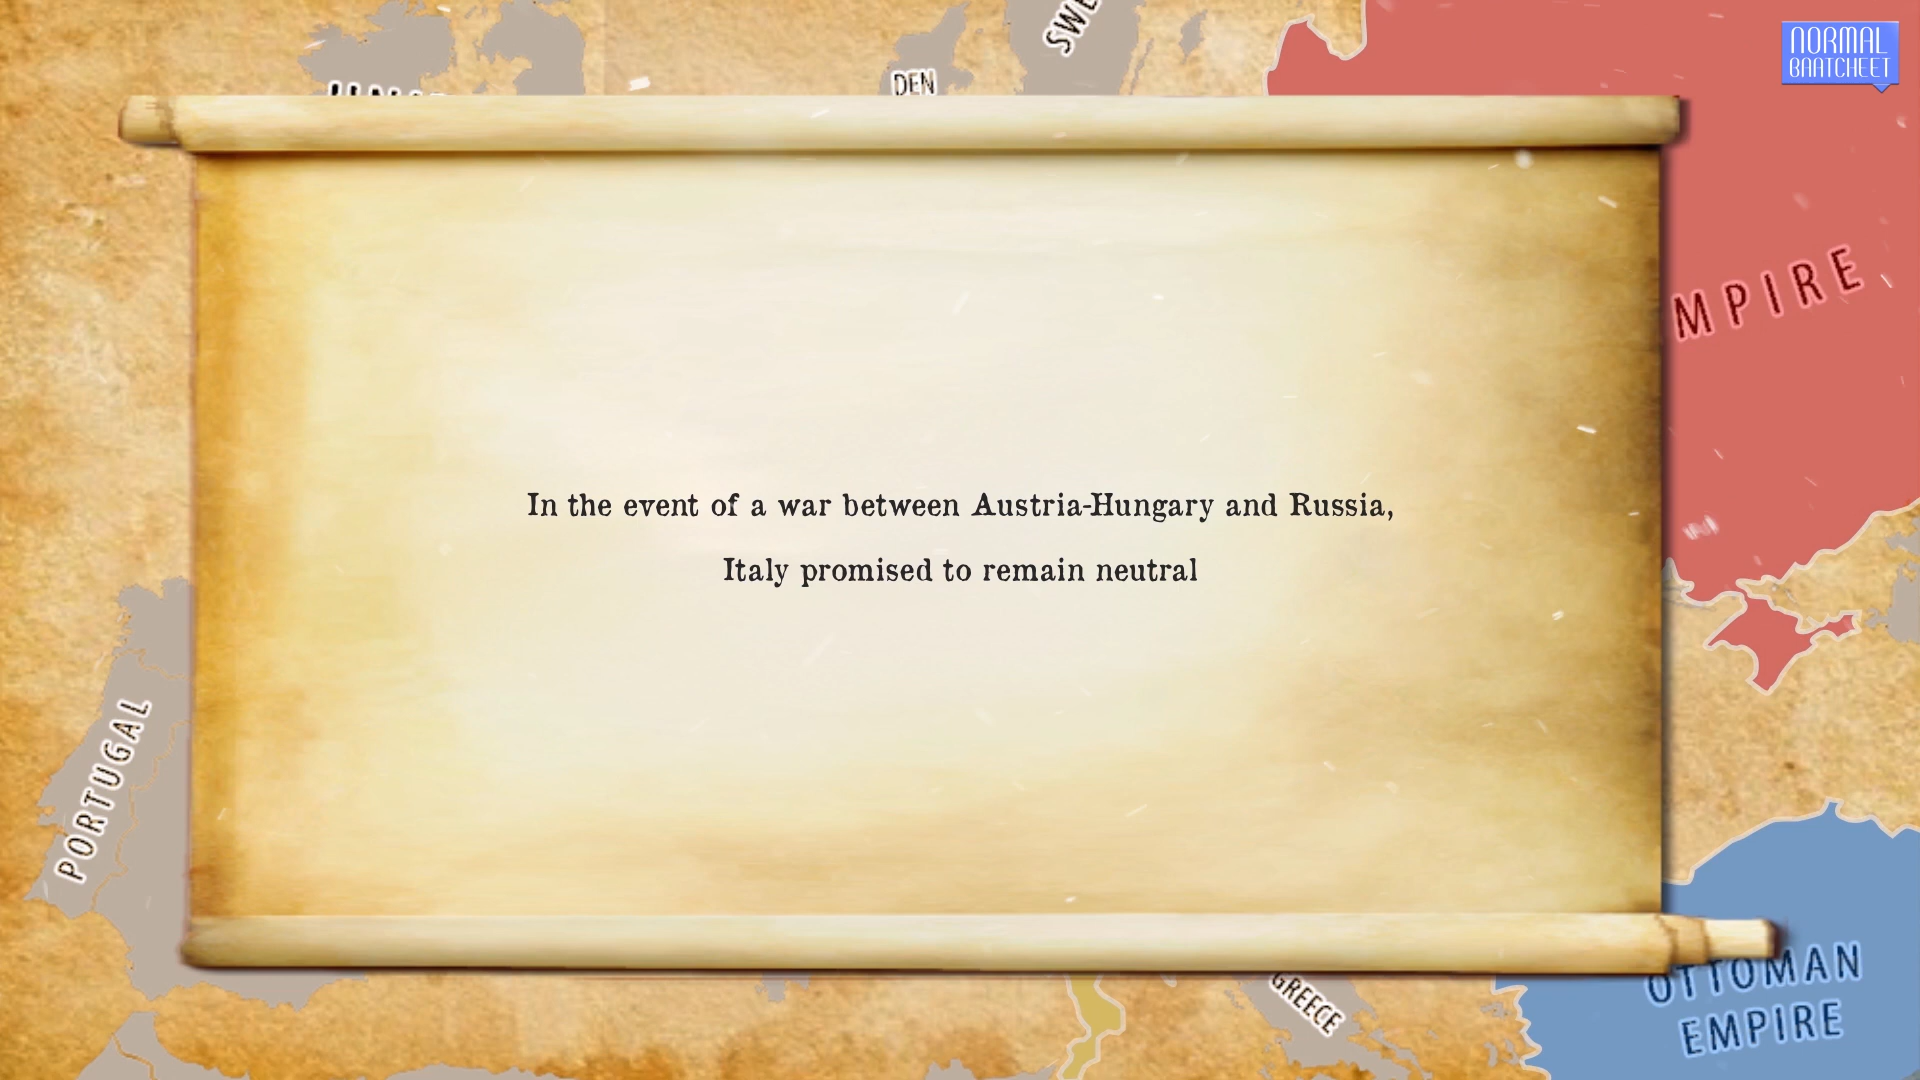 SWE
DEN
NORMAL
BAATCHEET
MPIRE
In the event of a war between Austria-Hungary and Russia,
Italy promised to remain neutral
PORTUGAL
GREECE
OTTOMAN
EMPIRE